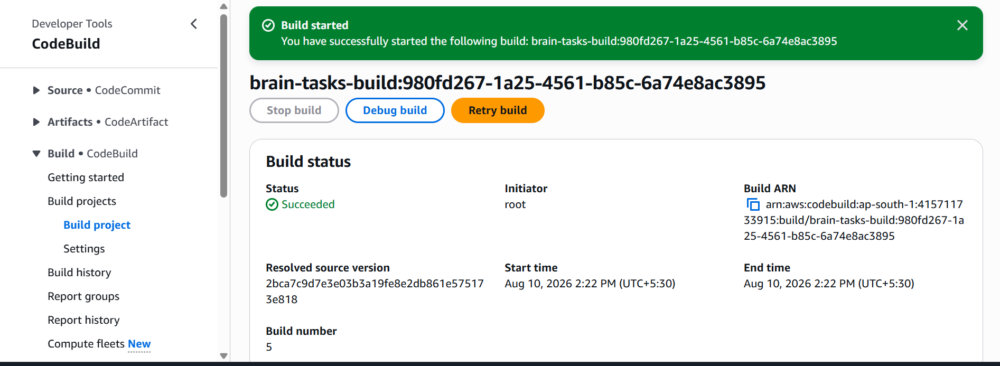 Developer Tools
CodeBuild
Source • CodeCommit
Artifacts • CodeArtifact
Build • CodeBuild
Getting started
Build projects
Build project
Settings
Build history
Report groups
Report history
Compute fleets New
Build started
You have successfully started the following build: brain-tasks-build:980fd267-1a25-4561-b85c-6a74e8ac3895
brain-tasks-build:980fd267-1a25-4561-b85c-6a74e8ac3895
Stop build
Debug build
Retry build
Build status
Status
Succeeded
Initiator
root
Build ARN
arn:aws:codebuild:ap-south-1:4157117
33915:build/brain-tasks-build:980fd267-1a
25-4561-b85c-6a74e8ac3895
Resolved source version
2bca7c9d7e3e03b3a19fe8e2db861e57517
3e818
Start time
Aug 10, 2026 2:22 PM (UTC+5:30)
End time
Aug 10, 2026 2:22 PM (UTC+5:30)
Build number
5